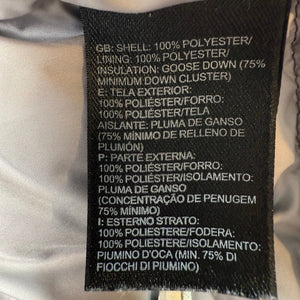 GB: SHELL: 100% POLYESTER/
LINING: 100% POLYESTER/
INSULATION: GOOSE DOWN (75%
MINIMUM DOWN CLUSTER)
E: TELA EXTERIOR:
100% POLIÉSTER/FORRO:
100% POLIÉSTER/TELA
AISLANTE: PLUMA DE GANSO
(75% MÍNIMO DE RELLENO DE
PLUMÓN)
P: PARTE EXTERNA:
100% POLIÉSTER/FORRO:
100% POLIÉSTER/ISOLAMENTO:
PLUMA DE GANSO
(CONCENTRAÇÃO DE PENUGEM
75% MÍNIMO)
I: ESTERNO STRATO:
100% POLIESTERE/FODERA:
100% POLIESTERE/ISOLAMENTO:
PIUMINO D'OCA (MIN. 75% DI
FIOCCHI DI PIUMINO)